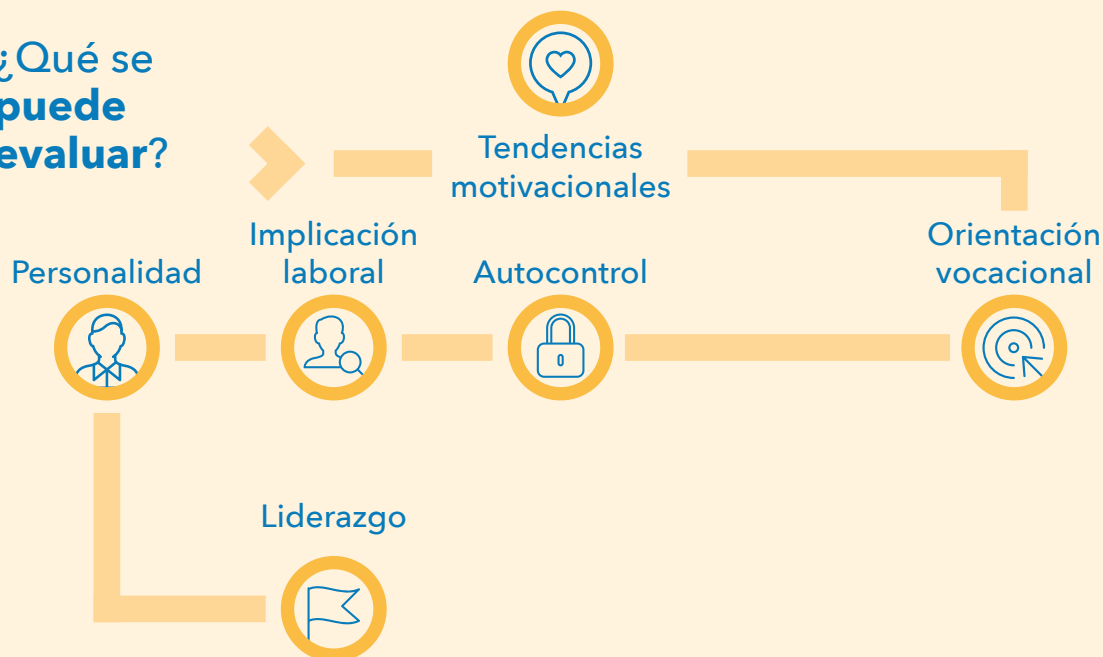 ¿Qué se
puede
evaluar?
Tendencias
motivacionales
Orientación
vocacional
Autocontrol
Implicación
laboral
Personalidad
Liderazgo